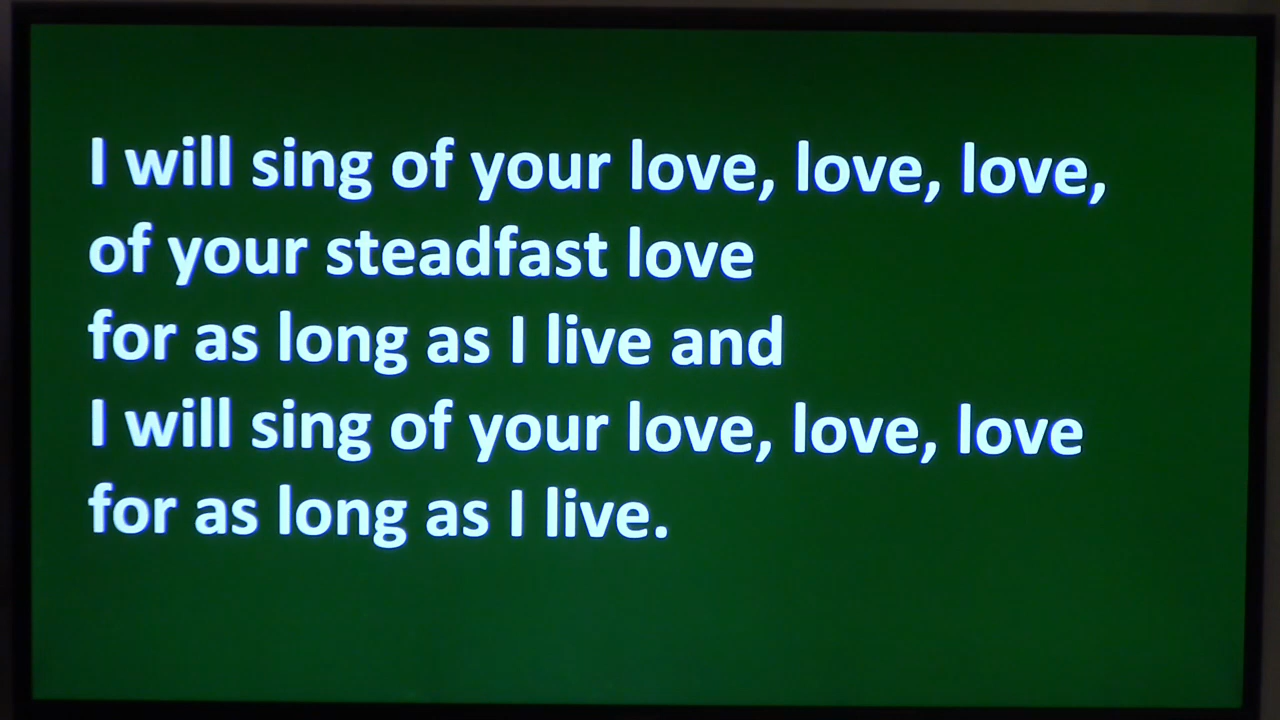 I will sing of your love, love, love,
of your steadfast love
for as long as I live and
I will sing of your love, love, love
for as long as I live.